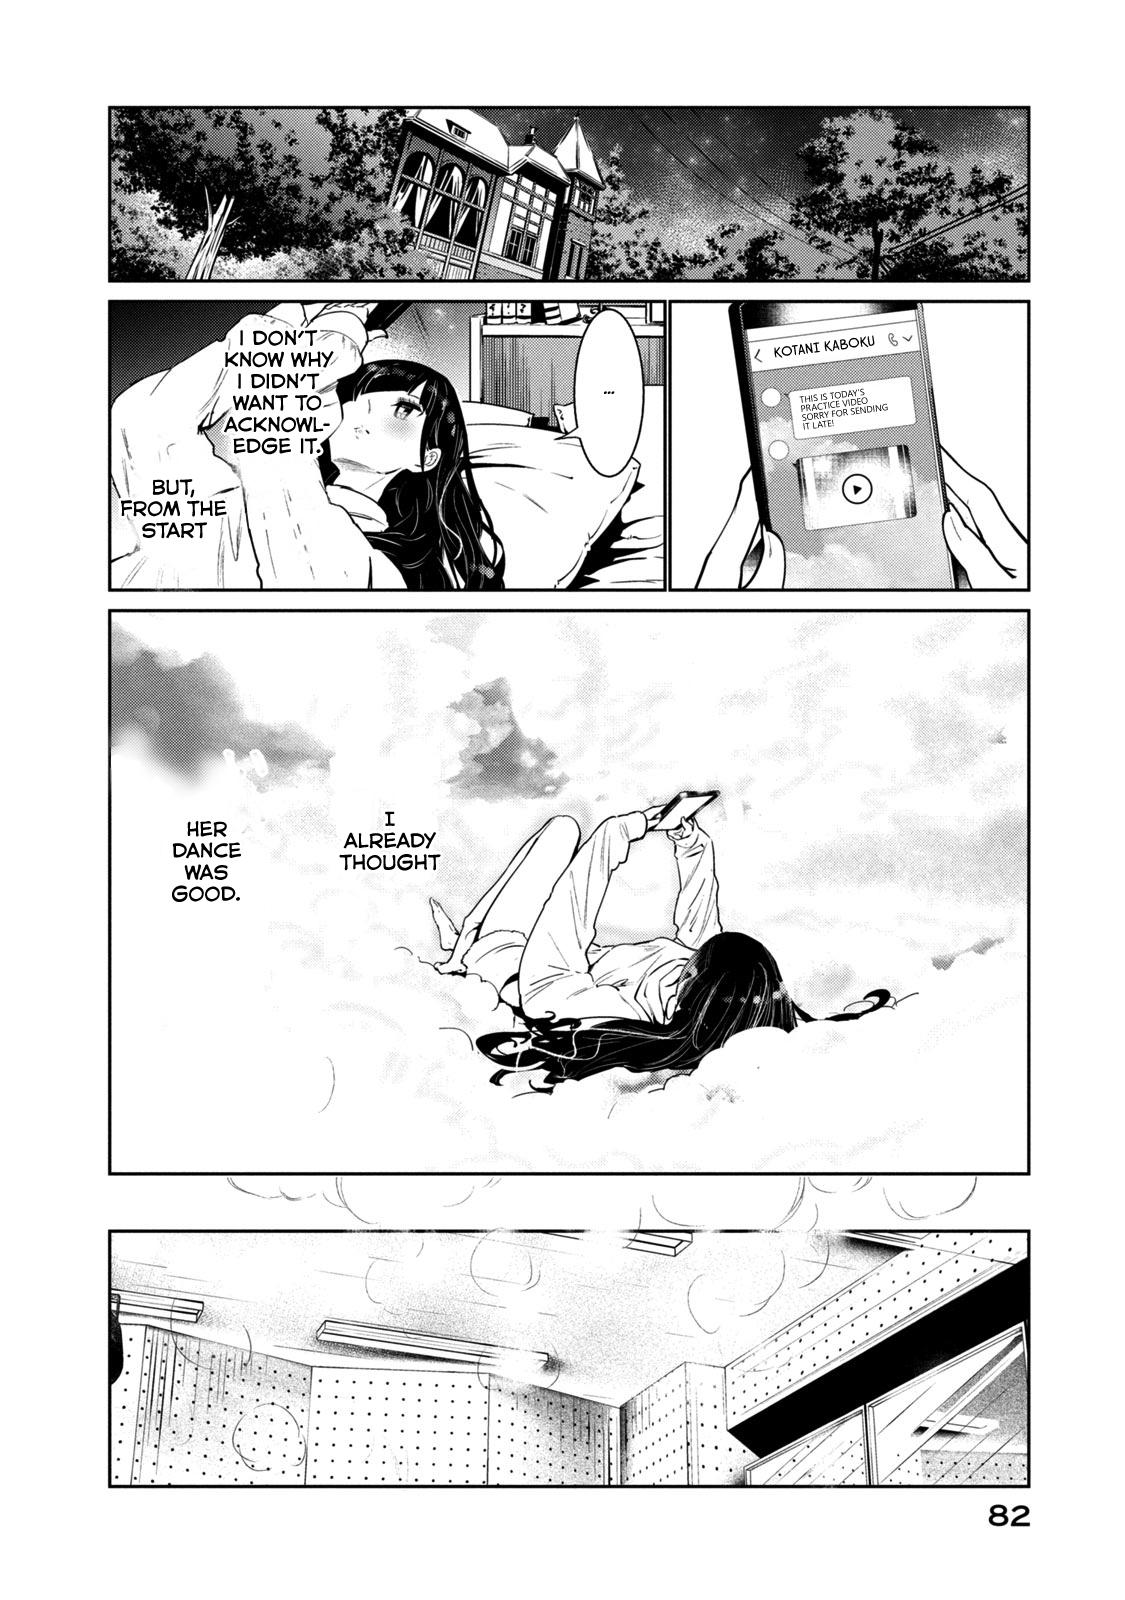 KOTANI KABOKU
THIS IS TODAY'S
PRACTICE VIDEO
SORRY FOR SENDING
IT LATE!
...
I DON'T
KNOW WHY
I DIDN'T
WANT TO
ACKNOWL-
EDGE IT.
BUT,
FROM THE
START
I
ALREADY
THOUGHT
HER
DANCE
WAS
GOOD.
82